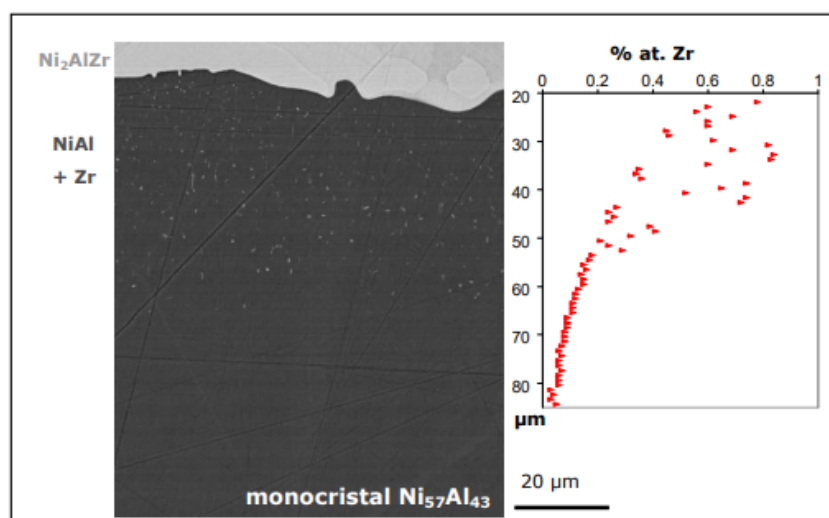 Ni₂AlZr
NiAl
+ Zr
monocristal Ni₅₇Al₄₃
% at. Zr
0 0.2 0.4 0.6 0.8 1
20
30
40
50
60
70
80
µm
20 µm